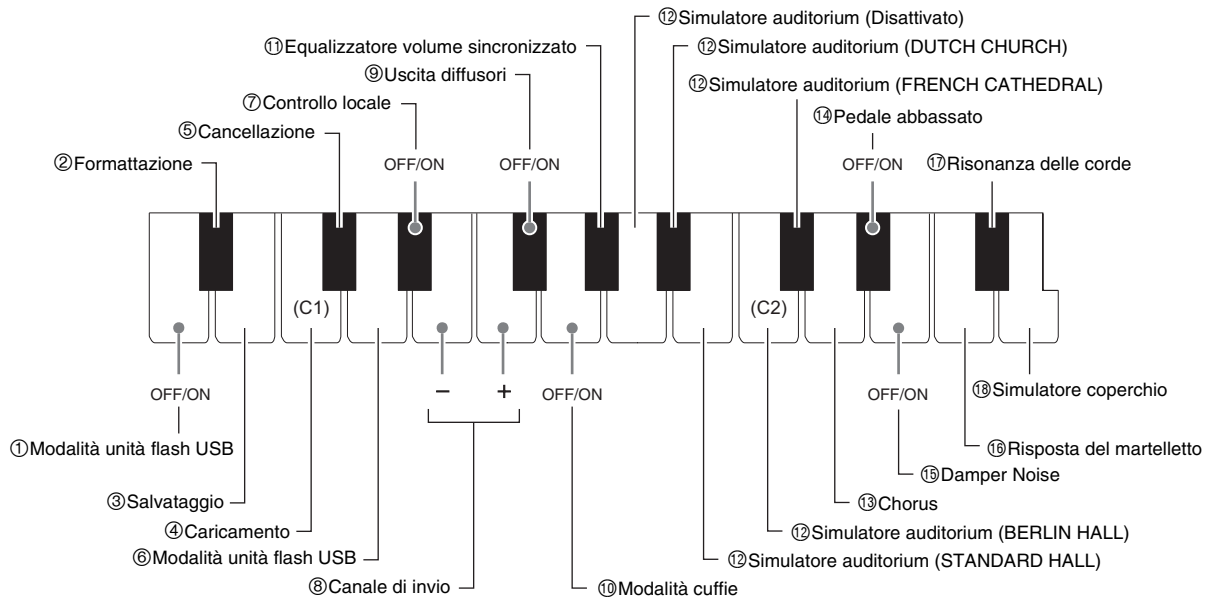 ⑫Simulatore auditorium (Disattivato)
⑪Equalizzatore volume sincronizzato
⑫Simulatore auditorium (DUTCH CHURCH)
⑨Uscita diffusori
⑫Simulatore auditorium (FRENCH CATHEDRAL)
⑦Controllo locale
⑭Pedale abbassato
⑤Cancellazione
②Formattazione
OFF/ON
OFF/ON
OFF/ON
⑰Risonanza delle corde
(C1)
(C2)
OFF/ON
−
+
OFF/ON
OFF/ON
⑱Simulatore coperchio
①Modalità unità flash USB
⑯Risposta del martelletto
⑮Damper Noise
③Salvataggio
⑬Chorus
④Caricamento
⑫Simulatore auditorium (BERLIN HALL)
⑥Modalità unità flash USB
⑫Simulatore auditorium (STANDARD HALL)
⑧Canale di invio
⑩Modalità cuffie